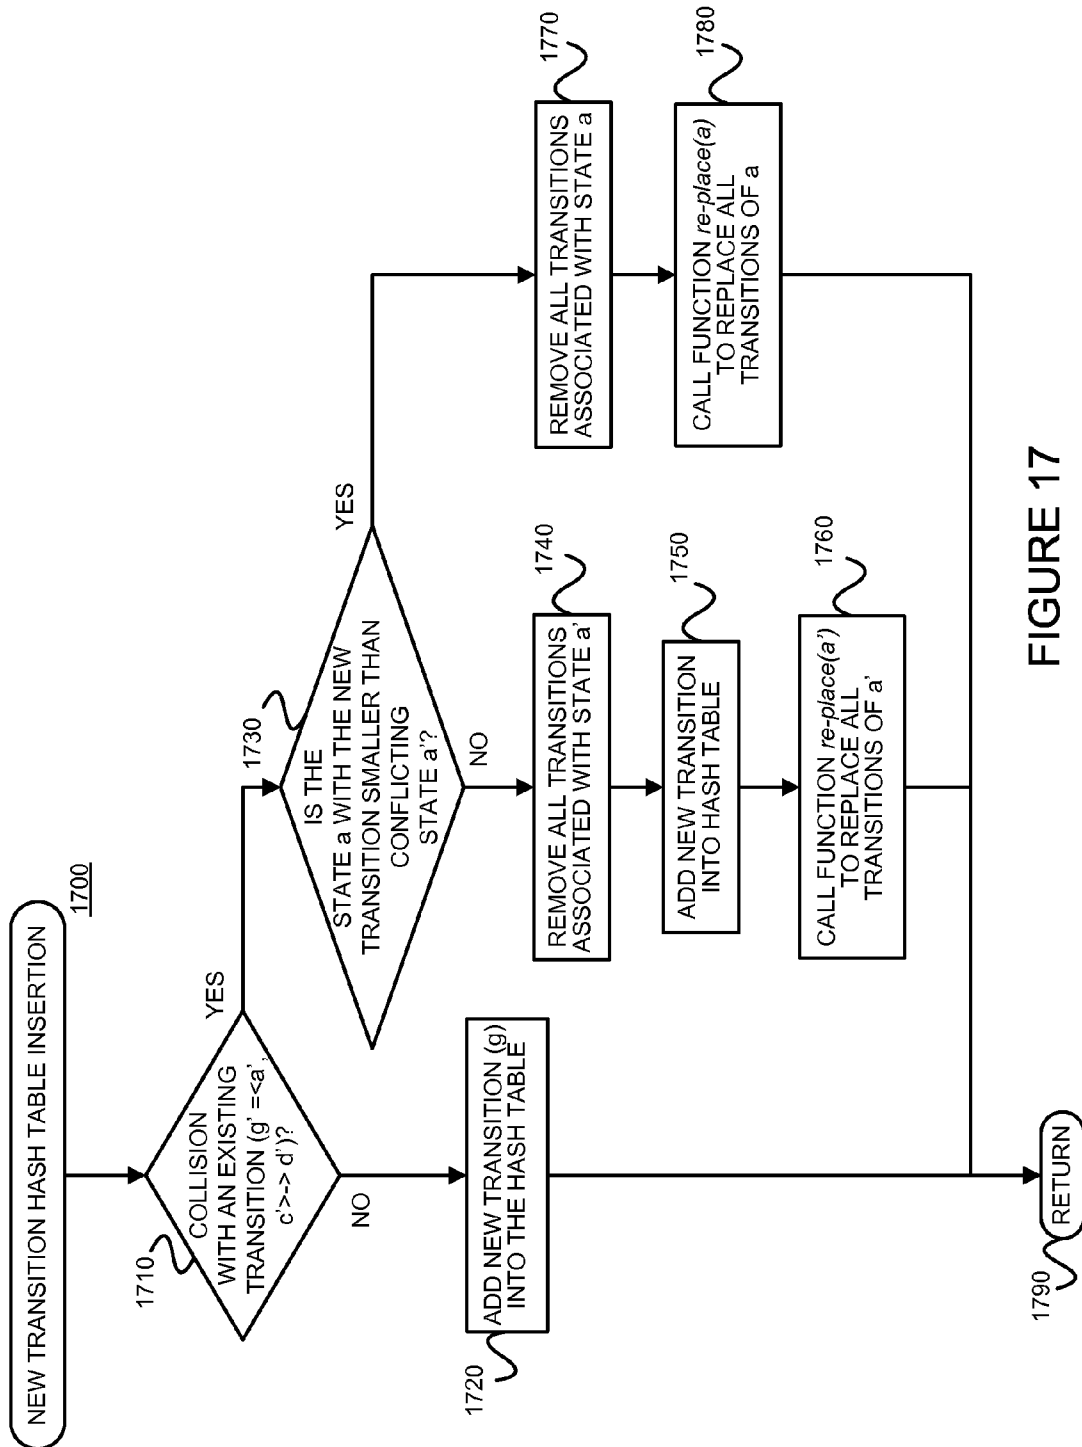 NEW TRANSITION HASH TABLE INSERTION
1700
COLLISION
WITH AN EXISTING
TRANSITION (g' =<a',
c'>-> d')?
1710
YES
NO
ADD NEW TRANSITION (g)
INTO THE HASH TABLE
1720
1730
IS THE
STATE a WITH THE NEW
TRANSITION SMALLER THAN
CONFLICTING
STATE a'?
YES
NO
REMOVE ALL TRANSITIONS
ASSOCIATED WITH STATE a'
1740
ADD NEW TRANSITION
INTO HASH TABLE
1750
CALL FUNCTION re-place(a')
TO REPLACE ALL
TRANSITIONS OF a'
1760
REMOVE ALL TRANSITIONS
ASSOCIATED WITH STATE a
1770
CALL FUNCTION re-place(a)
TO REPLACE ALL
TRANSITIONS OF a
1780
RETURN
1790
FIGURE 17